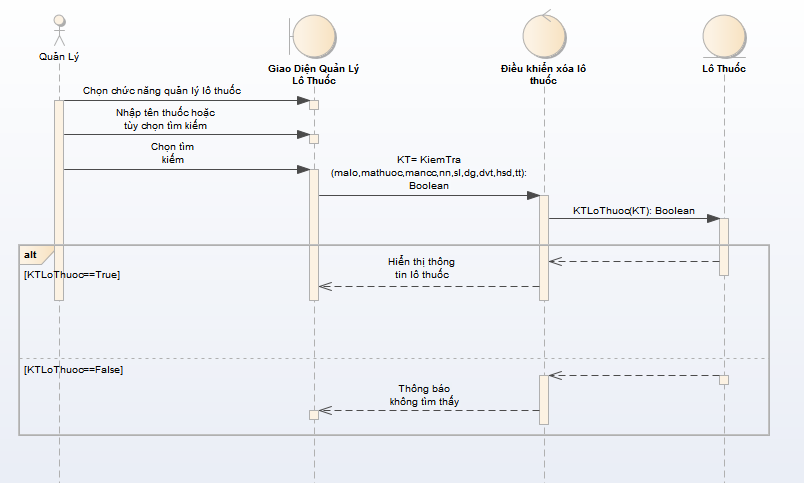 Quản Lý
Giao Diện Quản Lý
Lô Thuốc
Điều khiển xóa lô
thuốc
Lô Thuốc
Chọn chức năng quản lý lô thuốc
Nhập tên thuốc hoặc
tùy chọn tìm kiếm
Chọn tìm
kiếm
KT= KiemTra
(malo,mathuoc,mancc,nn,sl,dg,dvt,hsd,tt):
Boolean
KTLoThuoc(KT): Boolean
alt
[KTLoThuoc==True]
Hiển thị thông
tin lô thuốc
[KTLoThuoc==False]
Thông báo
không tìm thấy